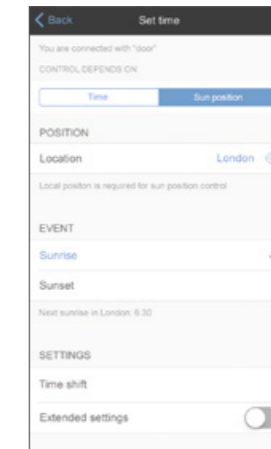 Back Set time
You are connected with "door"
CONTROL DEPENDS ON
Time Sun position
POSITION
Location London
Local positon is required for sun position control
EVENT
Sunrise
Sunset
Next sunrise in London: 6:30
SETTINGS
Time shift
Extended settings